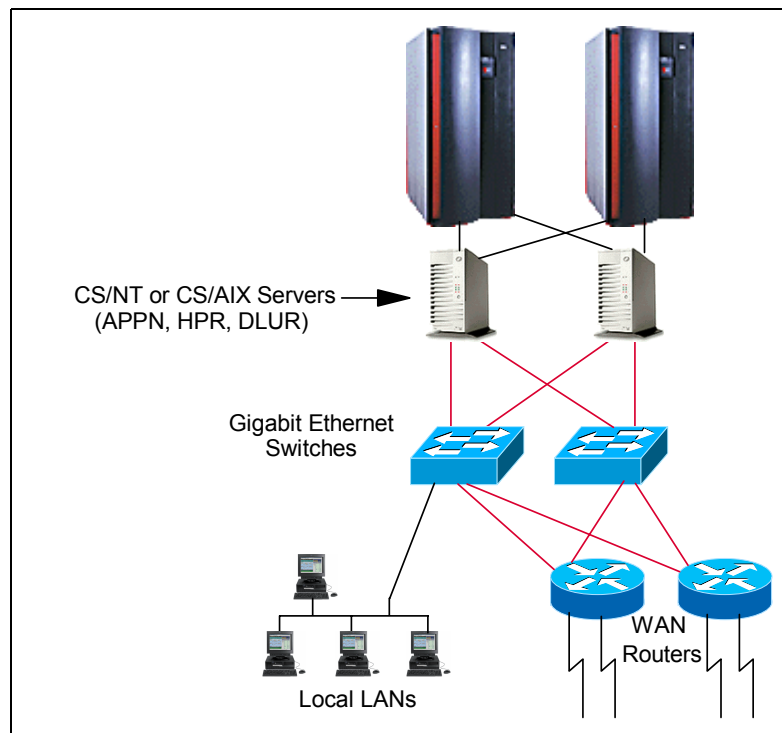 CS/NT or CS/AIX Servers
(APPN, HPR, DLUR)
Gigabit Ethernet
Switches
WAN
Routers
Local LANs